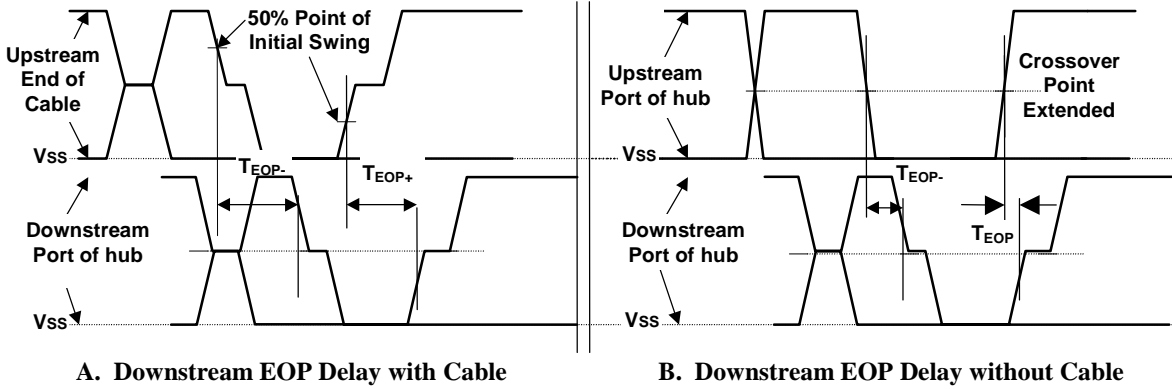 50% Point of
Initial Swing
Upstream
End of
Cable
VSS
TEOP-
TEOP+
Downstream
Port of hub
VSS
A. Downstream EOP Delay with Cable
Upstream
Port of hub
Crossover
Point
Extended
VSS
TEOP-
TEOP
Downstream
Port of hub
VSS
B. Downstream EOP Delay without Cable